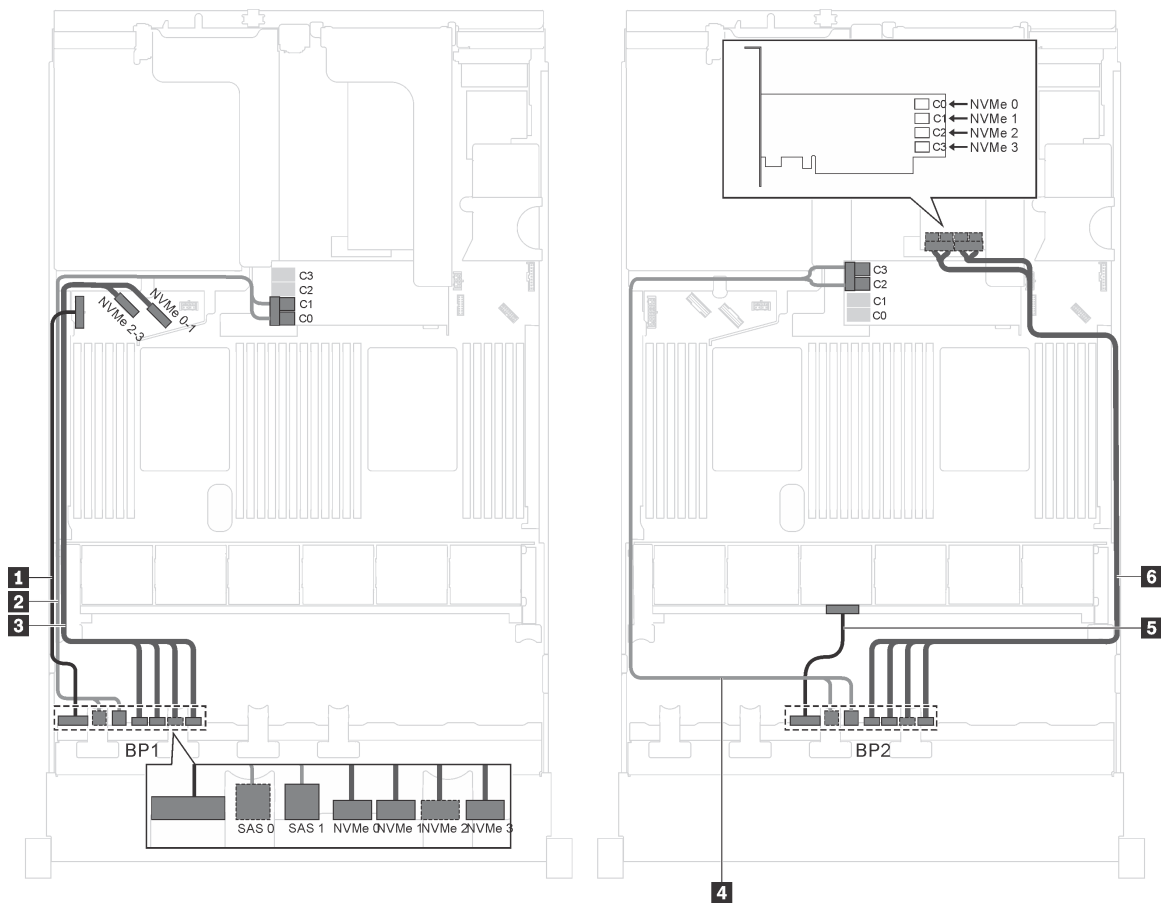 C0 NVMe 0
C1 NVMe 1
C2 NVMe 2
C3 NVMe 3
C3
C2
C1
C0
NVMe 0-1
NVMe 2-3
C3
C2
C1
C0
1
2
3
6
5
BP1
BP2
SAS 0 SAS 1 NVMe 0 NVMe 1 NVMe 2 NVMe 3
4